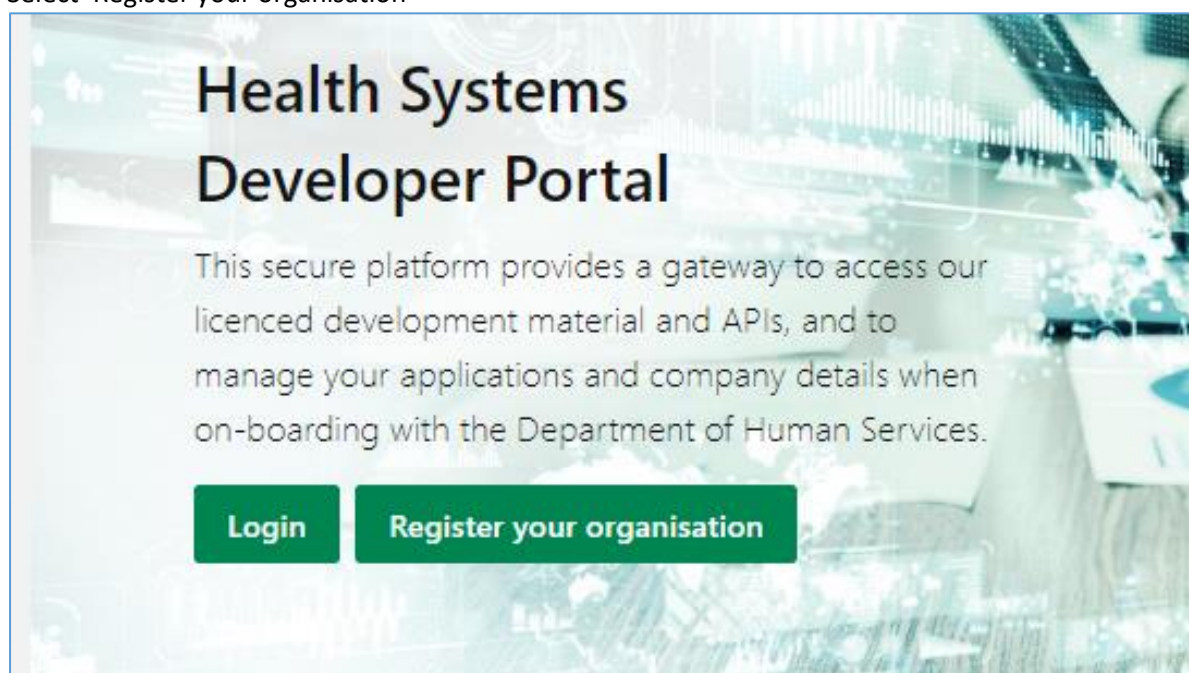 Select 'Register your organisation'
Health Systems
Developer Portal
This secure platform provides a gateway to access our
licenced development material and APIs, and to
manage your applications and company details when
on-boarding with the Department of Human Services.
Login
Register your organisation